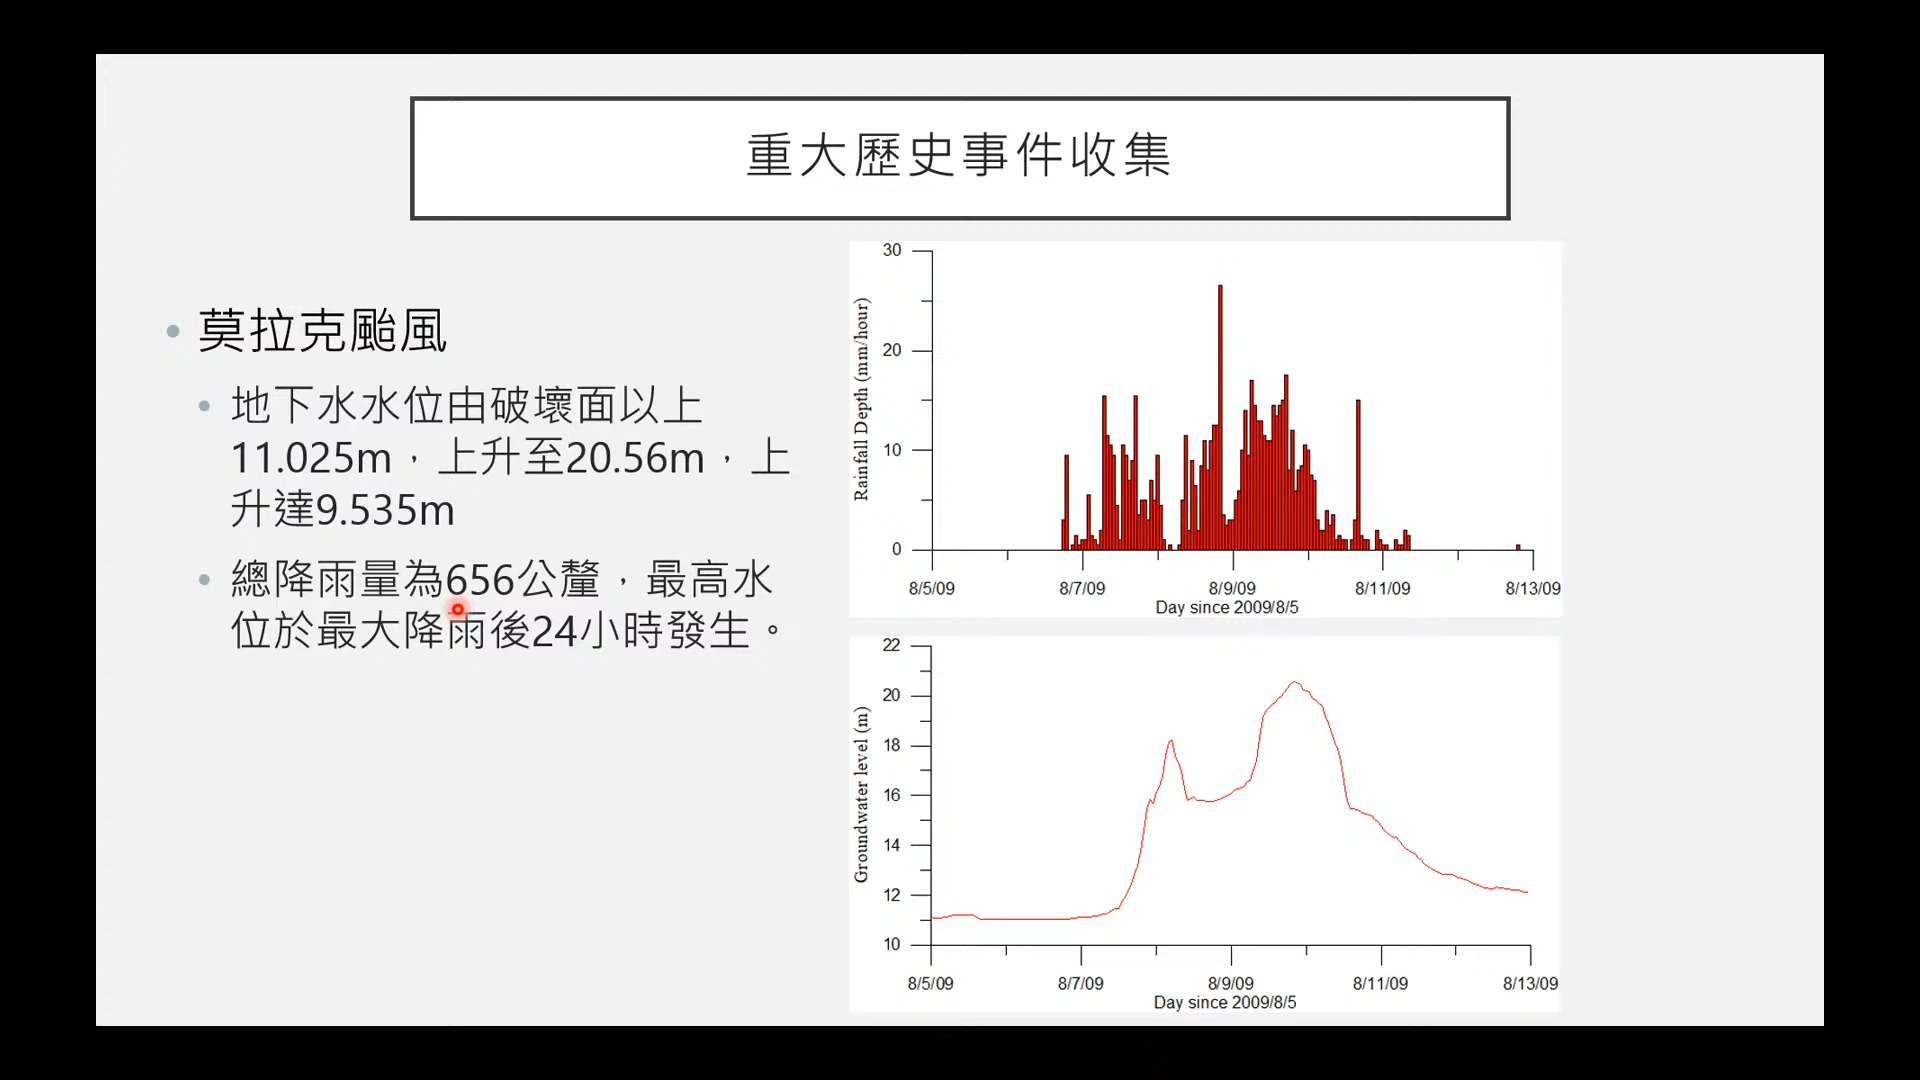 重大歷史事件收集
莫拉克颱風
地下水水位由破壞面以上
11.025m，上升至20.56m，上
升達9.535m
總降雨量為656公釐，最高水
位於最大降雨後24小時發生。
30
20
10
0
Rainfall Depth (mm/hour)
8/5/09 8/7/09 8/9/09 8/11/09 8/13/09
Day since 2009/8/5
22
20
18
16
14
12
10
Groundwater level (m)
8/5/09 8/7/09 8/9/09 8/11/09 8/13/09
Day since 2009/8/5